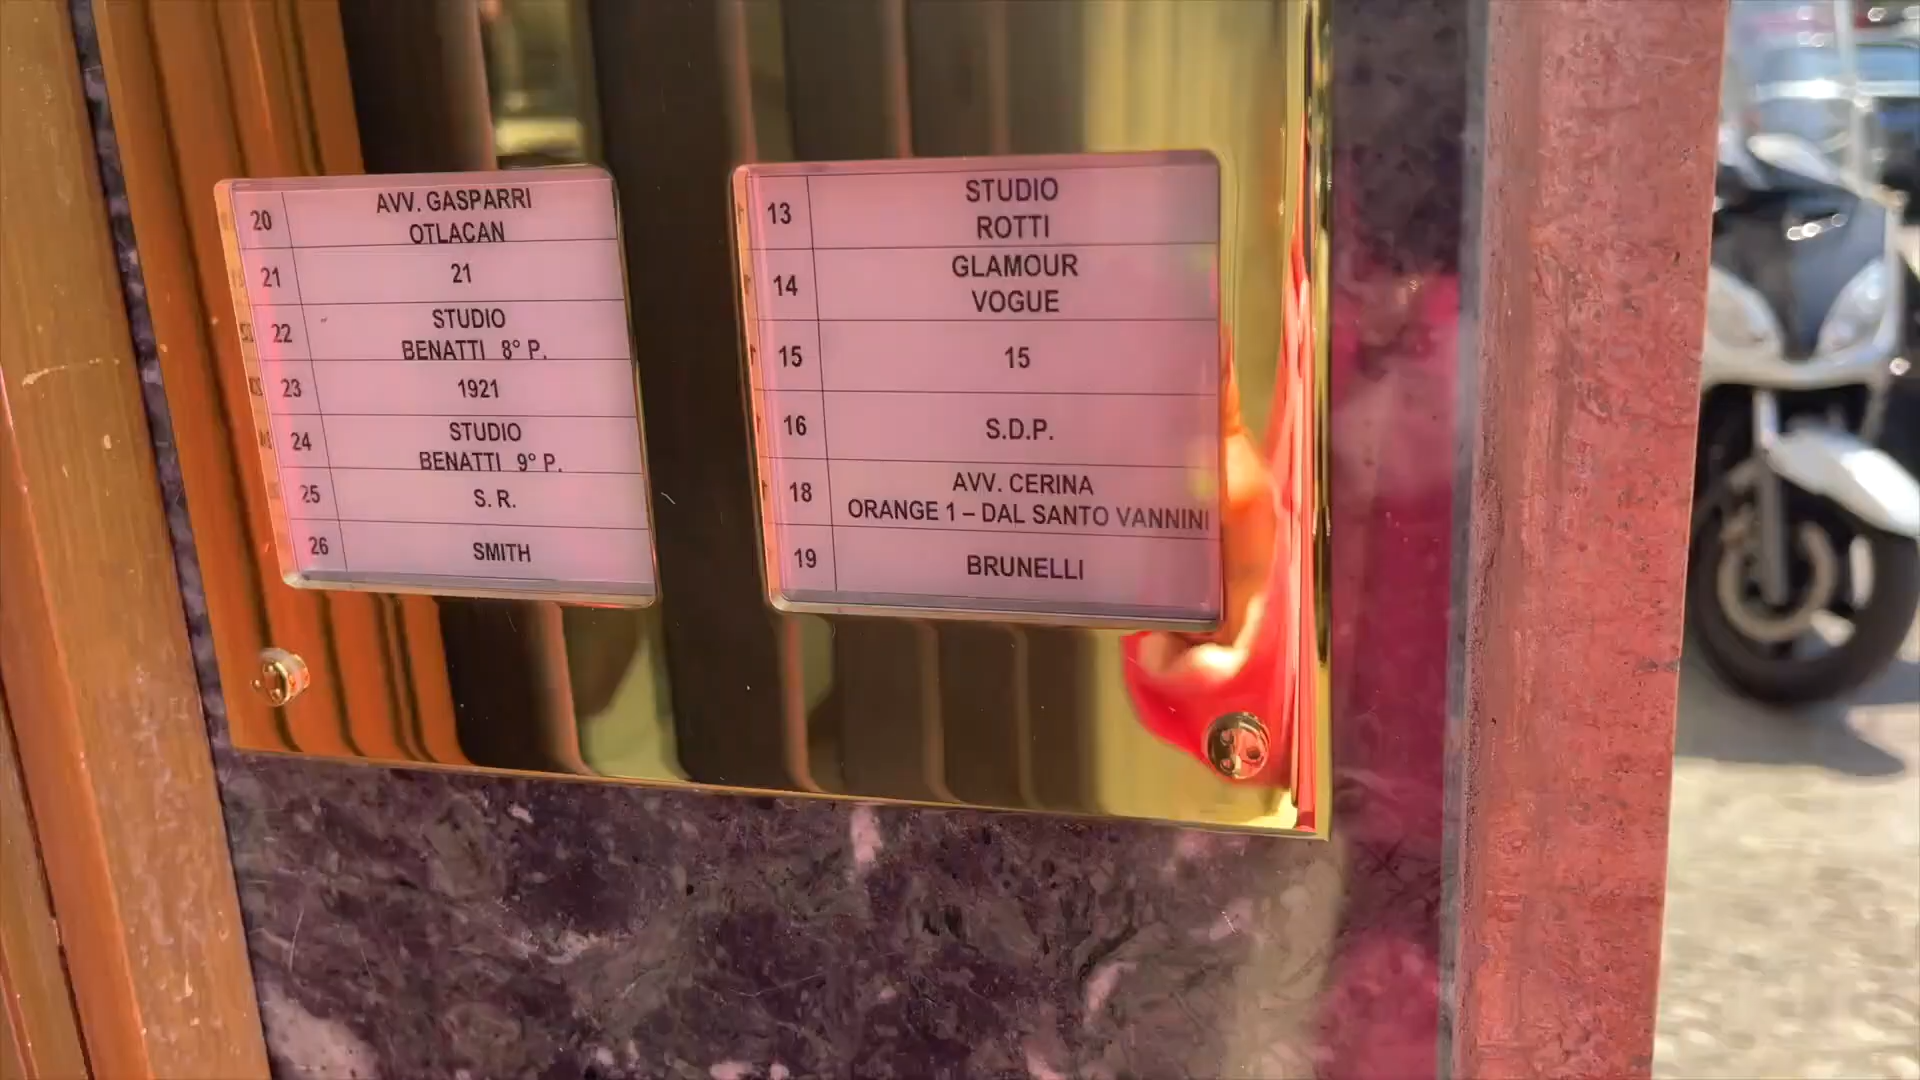 20 AVV. GASPARRI
OTLACAN
21 21
22 STUDIO
BENATTI 8° P.
23 1921
24 STUDIO
BENATTI 9° P.
25 S. R.
26 SMITH
13 STUDIO
ROTTI
14 GLAMOUR
VOGUE
15 15
16 S.D.P.
18 AVV. CERINA
ORANGE 1 – DAL SANTO VANNINI
19 BRUNELLI